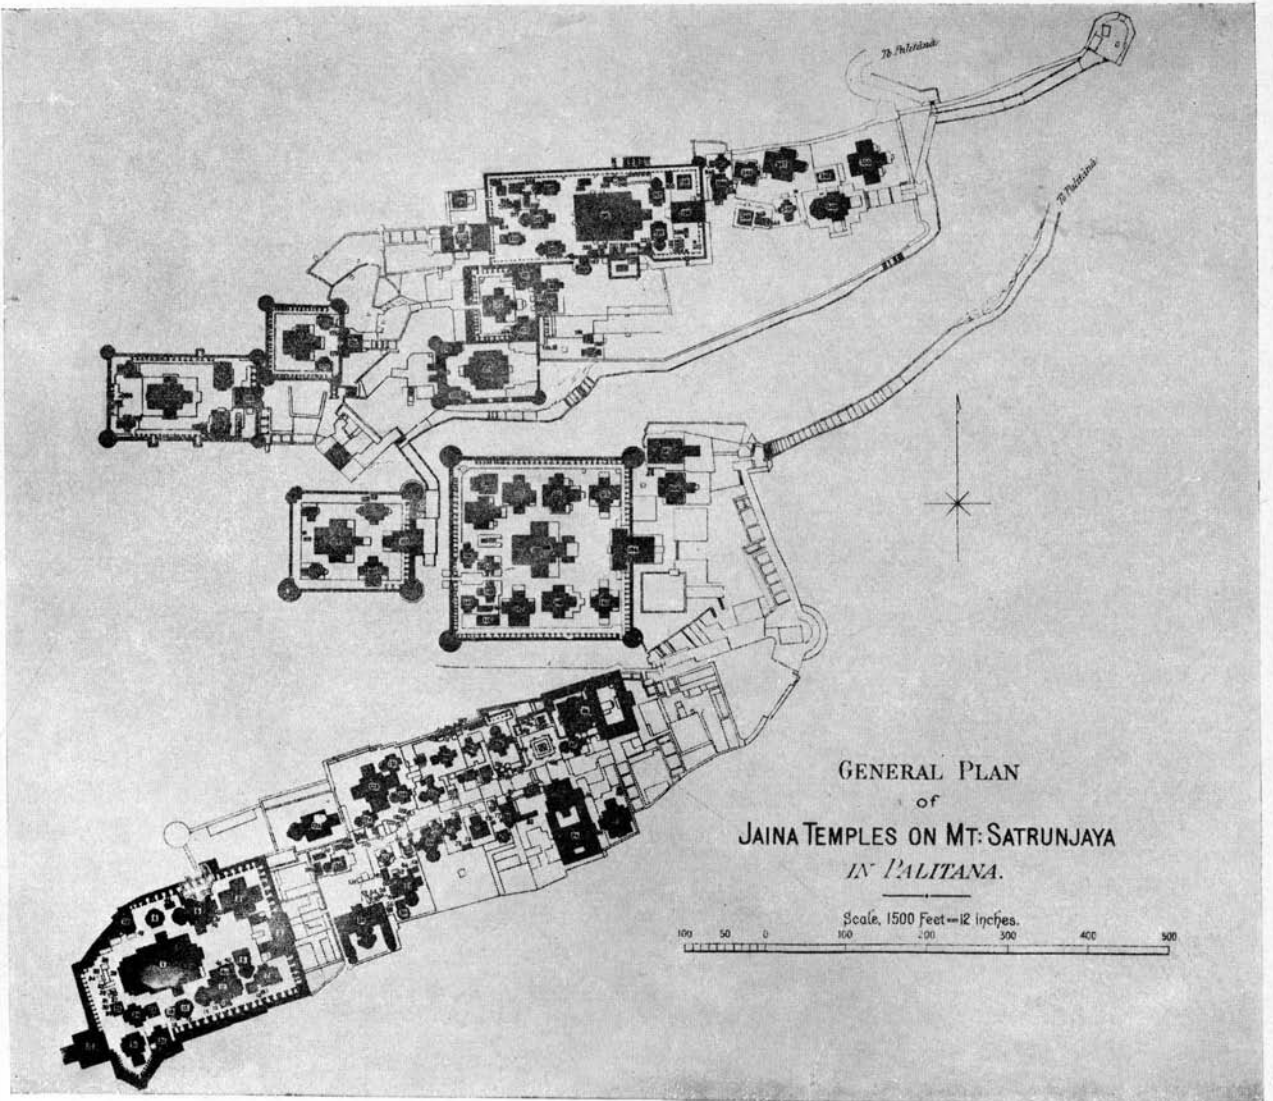 To Palitana
To Palitana
GENERAL PLAN
of
JAINA TEMPLES ON MT: SATRUNJAYA
IN PALITANA.
Scale, 1500 Feet=12 inches.
100 50 0 100 200 300 400 500